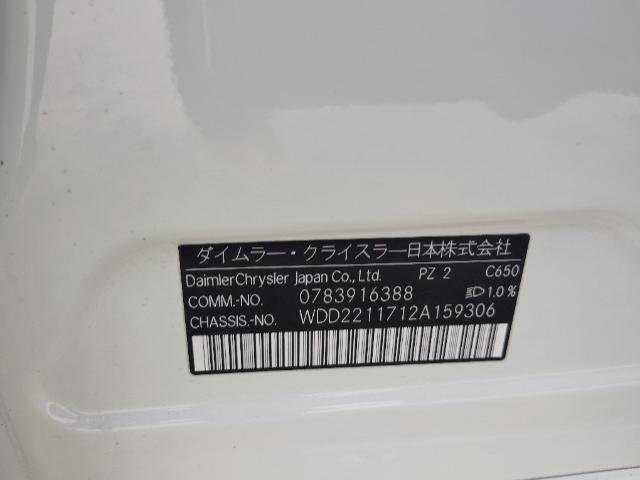 ダイムラー・クライスラー日本株式会社
DaimlerChrysler Japan Co., Ltd. PZ 2 C650
COMM.-NO. 0783916388 1.0 %
CHASSIS.-NO. WDD2211712A159306